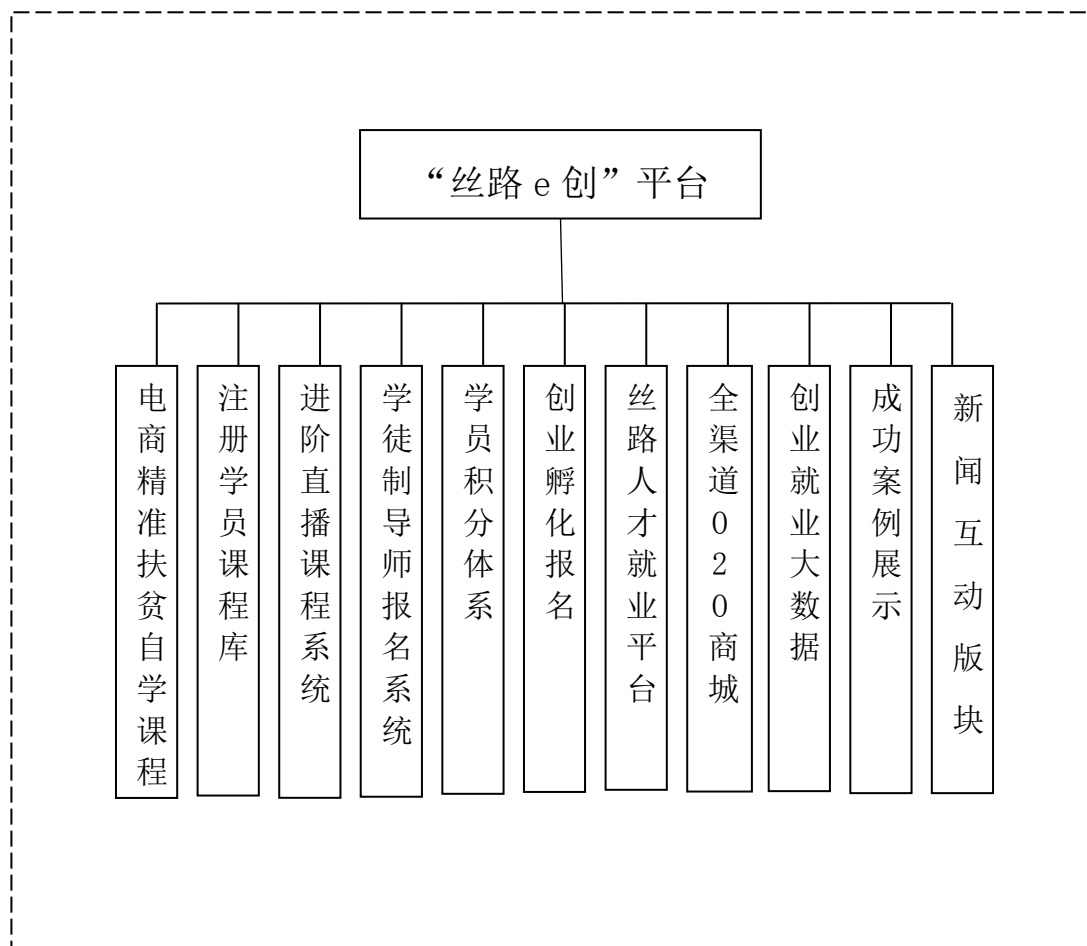 “丝路 e 创”平台
电商精准扶贫自学课程
注册学员课程库
进阶直播课程系统
学徒制导师报名系统
学员积分体系
创业孵化报名
丝路人才就业平台
全渠道020商城
创业就业大数据
成功案例展示
新闻互动版块